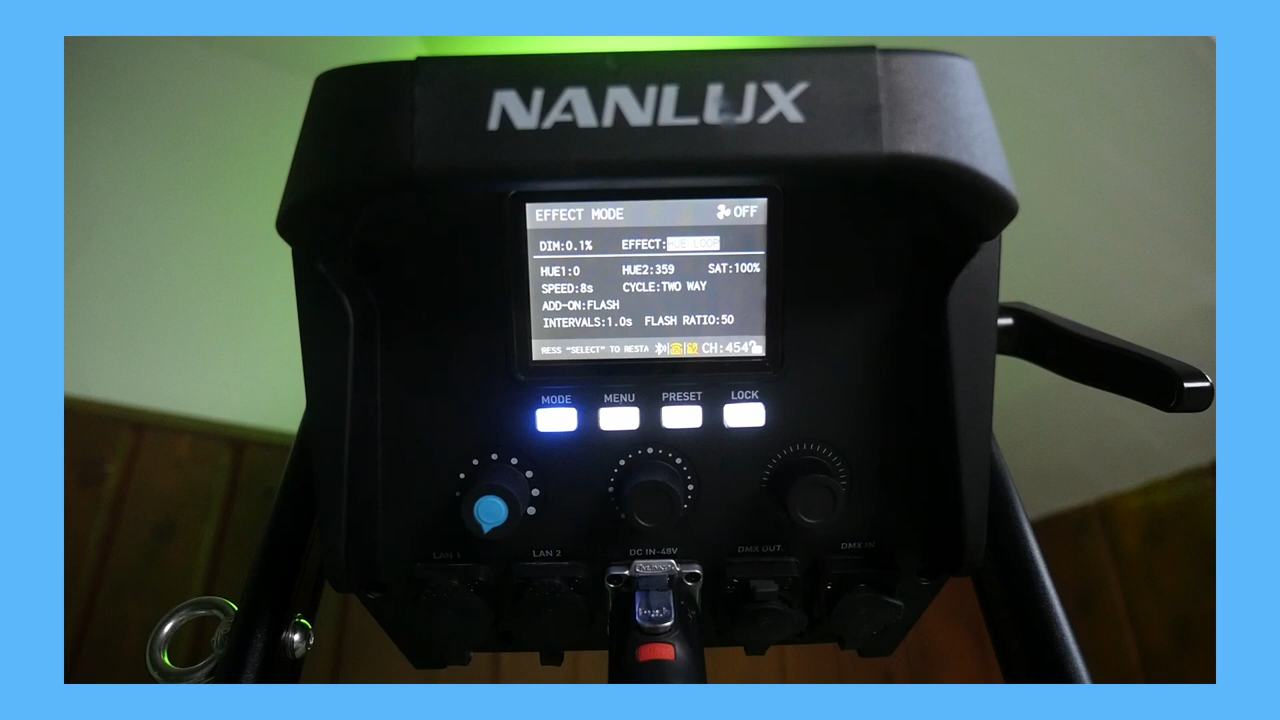 NANLUX
EFFECT MODE OFF
DIM:0.1% EFFECT:HUE LOOP
HUE1:0 HUE2:359 SAT:100%
SPEED:8s CYCLE:TWO WAY
ADD-ON:FLASH
INTERVALS:1.0s FLASH RATIO:50
RESS "SELECT" TO RESTA CH:454
MODE MENU PRESET LOCK
LAN 1 LAN 2 DC IN-48V DMX OUT DMX IN
Push